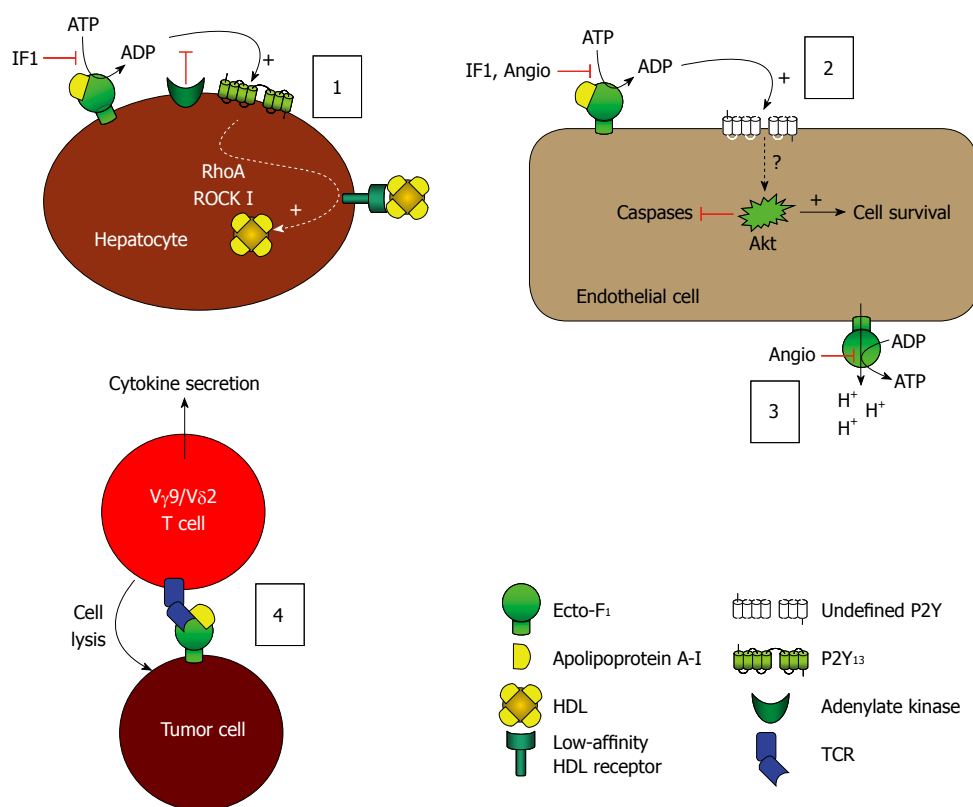 ATP
IF1
ADP
+
1
RhoA
ROCK I
+
Hepatocyte
ATP
IF1, Angio
ADP
+
2
?
Caspases
+
Cell survival
Akt
Endothelial cell
Angio
ADP
ATP
3
H+
H+
H+
Cytokine secretion
Vγ9/Vδ2
T cell
Cell
lysis
4
Tumor cell
Ecto-F1
Apolipoprotein A-I
HDL
Low-affinity
HDL receptor
Undefined P2Y
P2Y13
Adenylate kinase
TCR